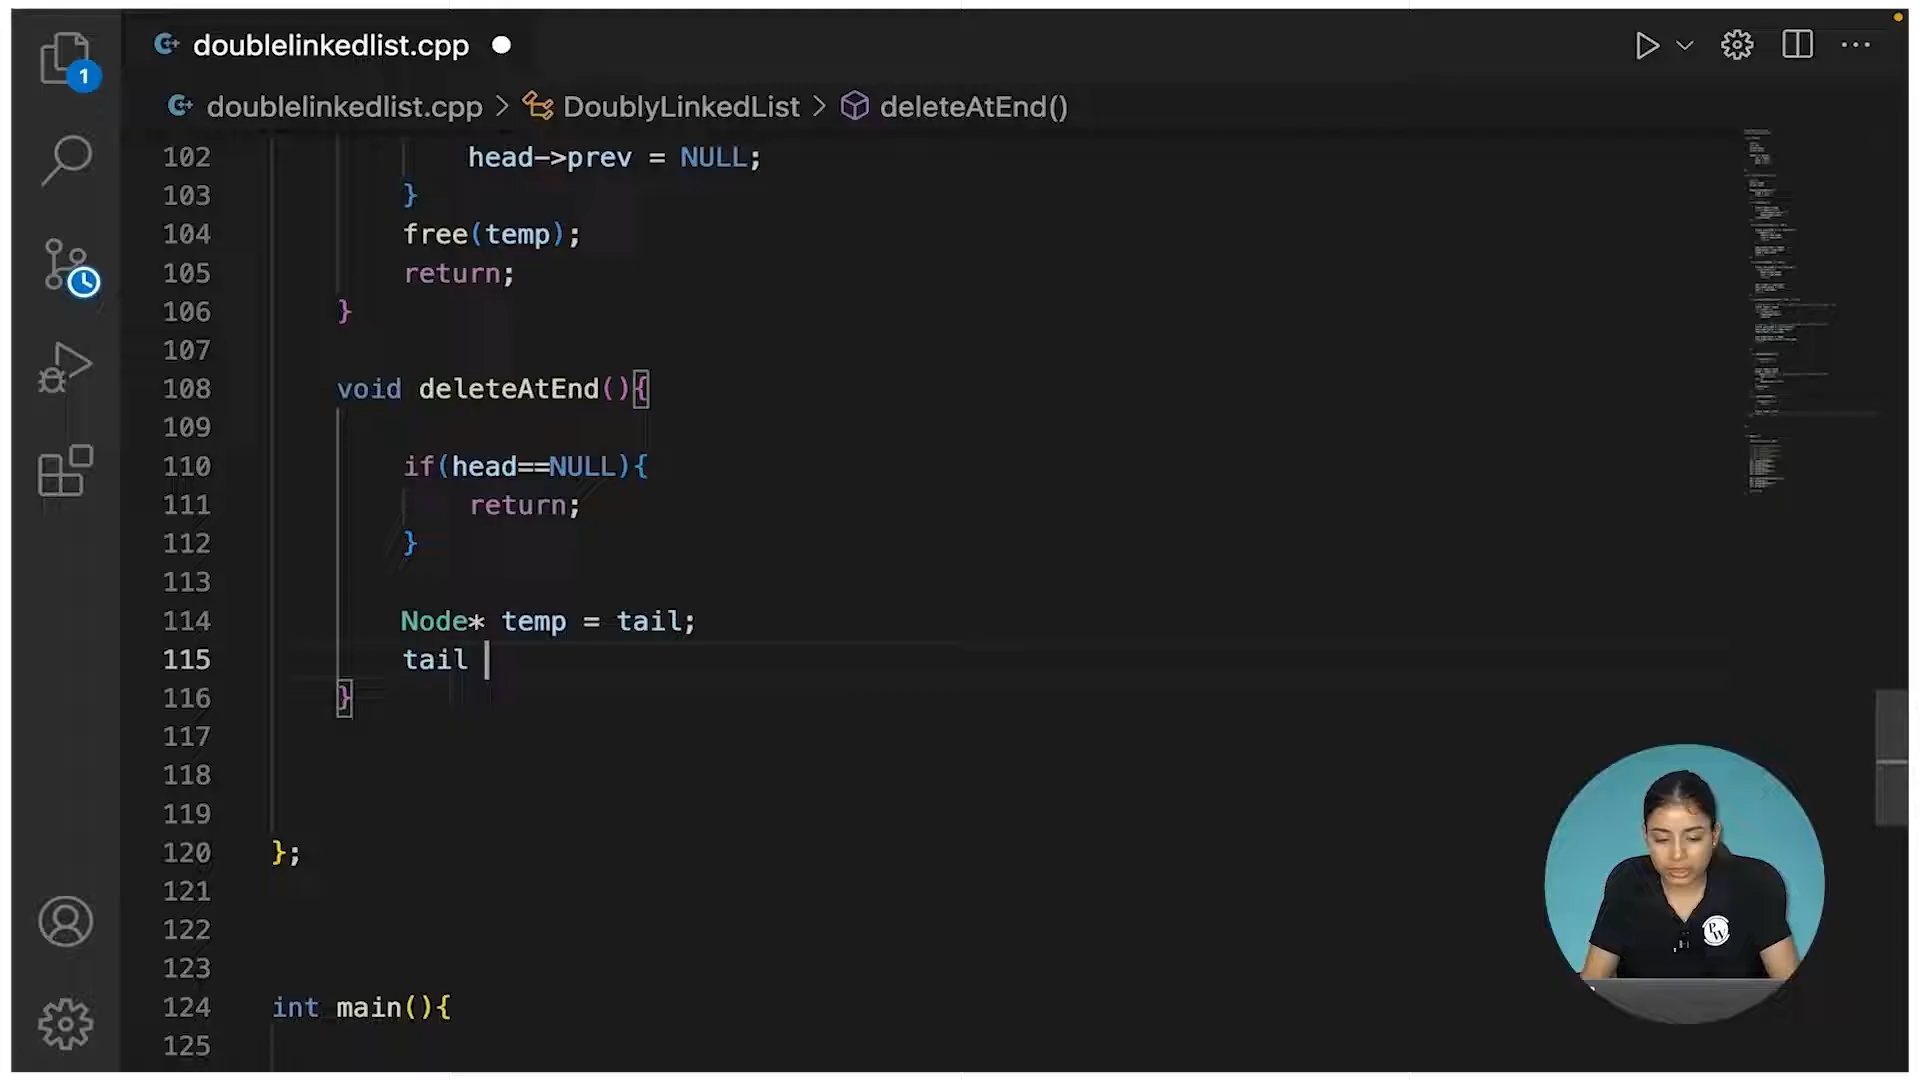 doublelinkedlist.cpp
1
doublelinkedlist.cpp > DoublyLinkedList > deleteAtEnd()
102 head->prev = NULL;
103 }
104 free(temp);
105 return;
106 }
107
108 void deleteAtEnd(){
109
110 if(head==NULL){
111 return;
112 }
113
114 Node* temp = tail;
115 tail
116 }
117
118
119
120 };
121
122
123
124 int main(){
125
PW